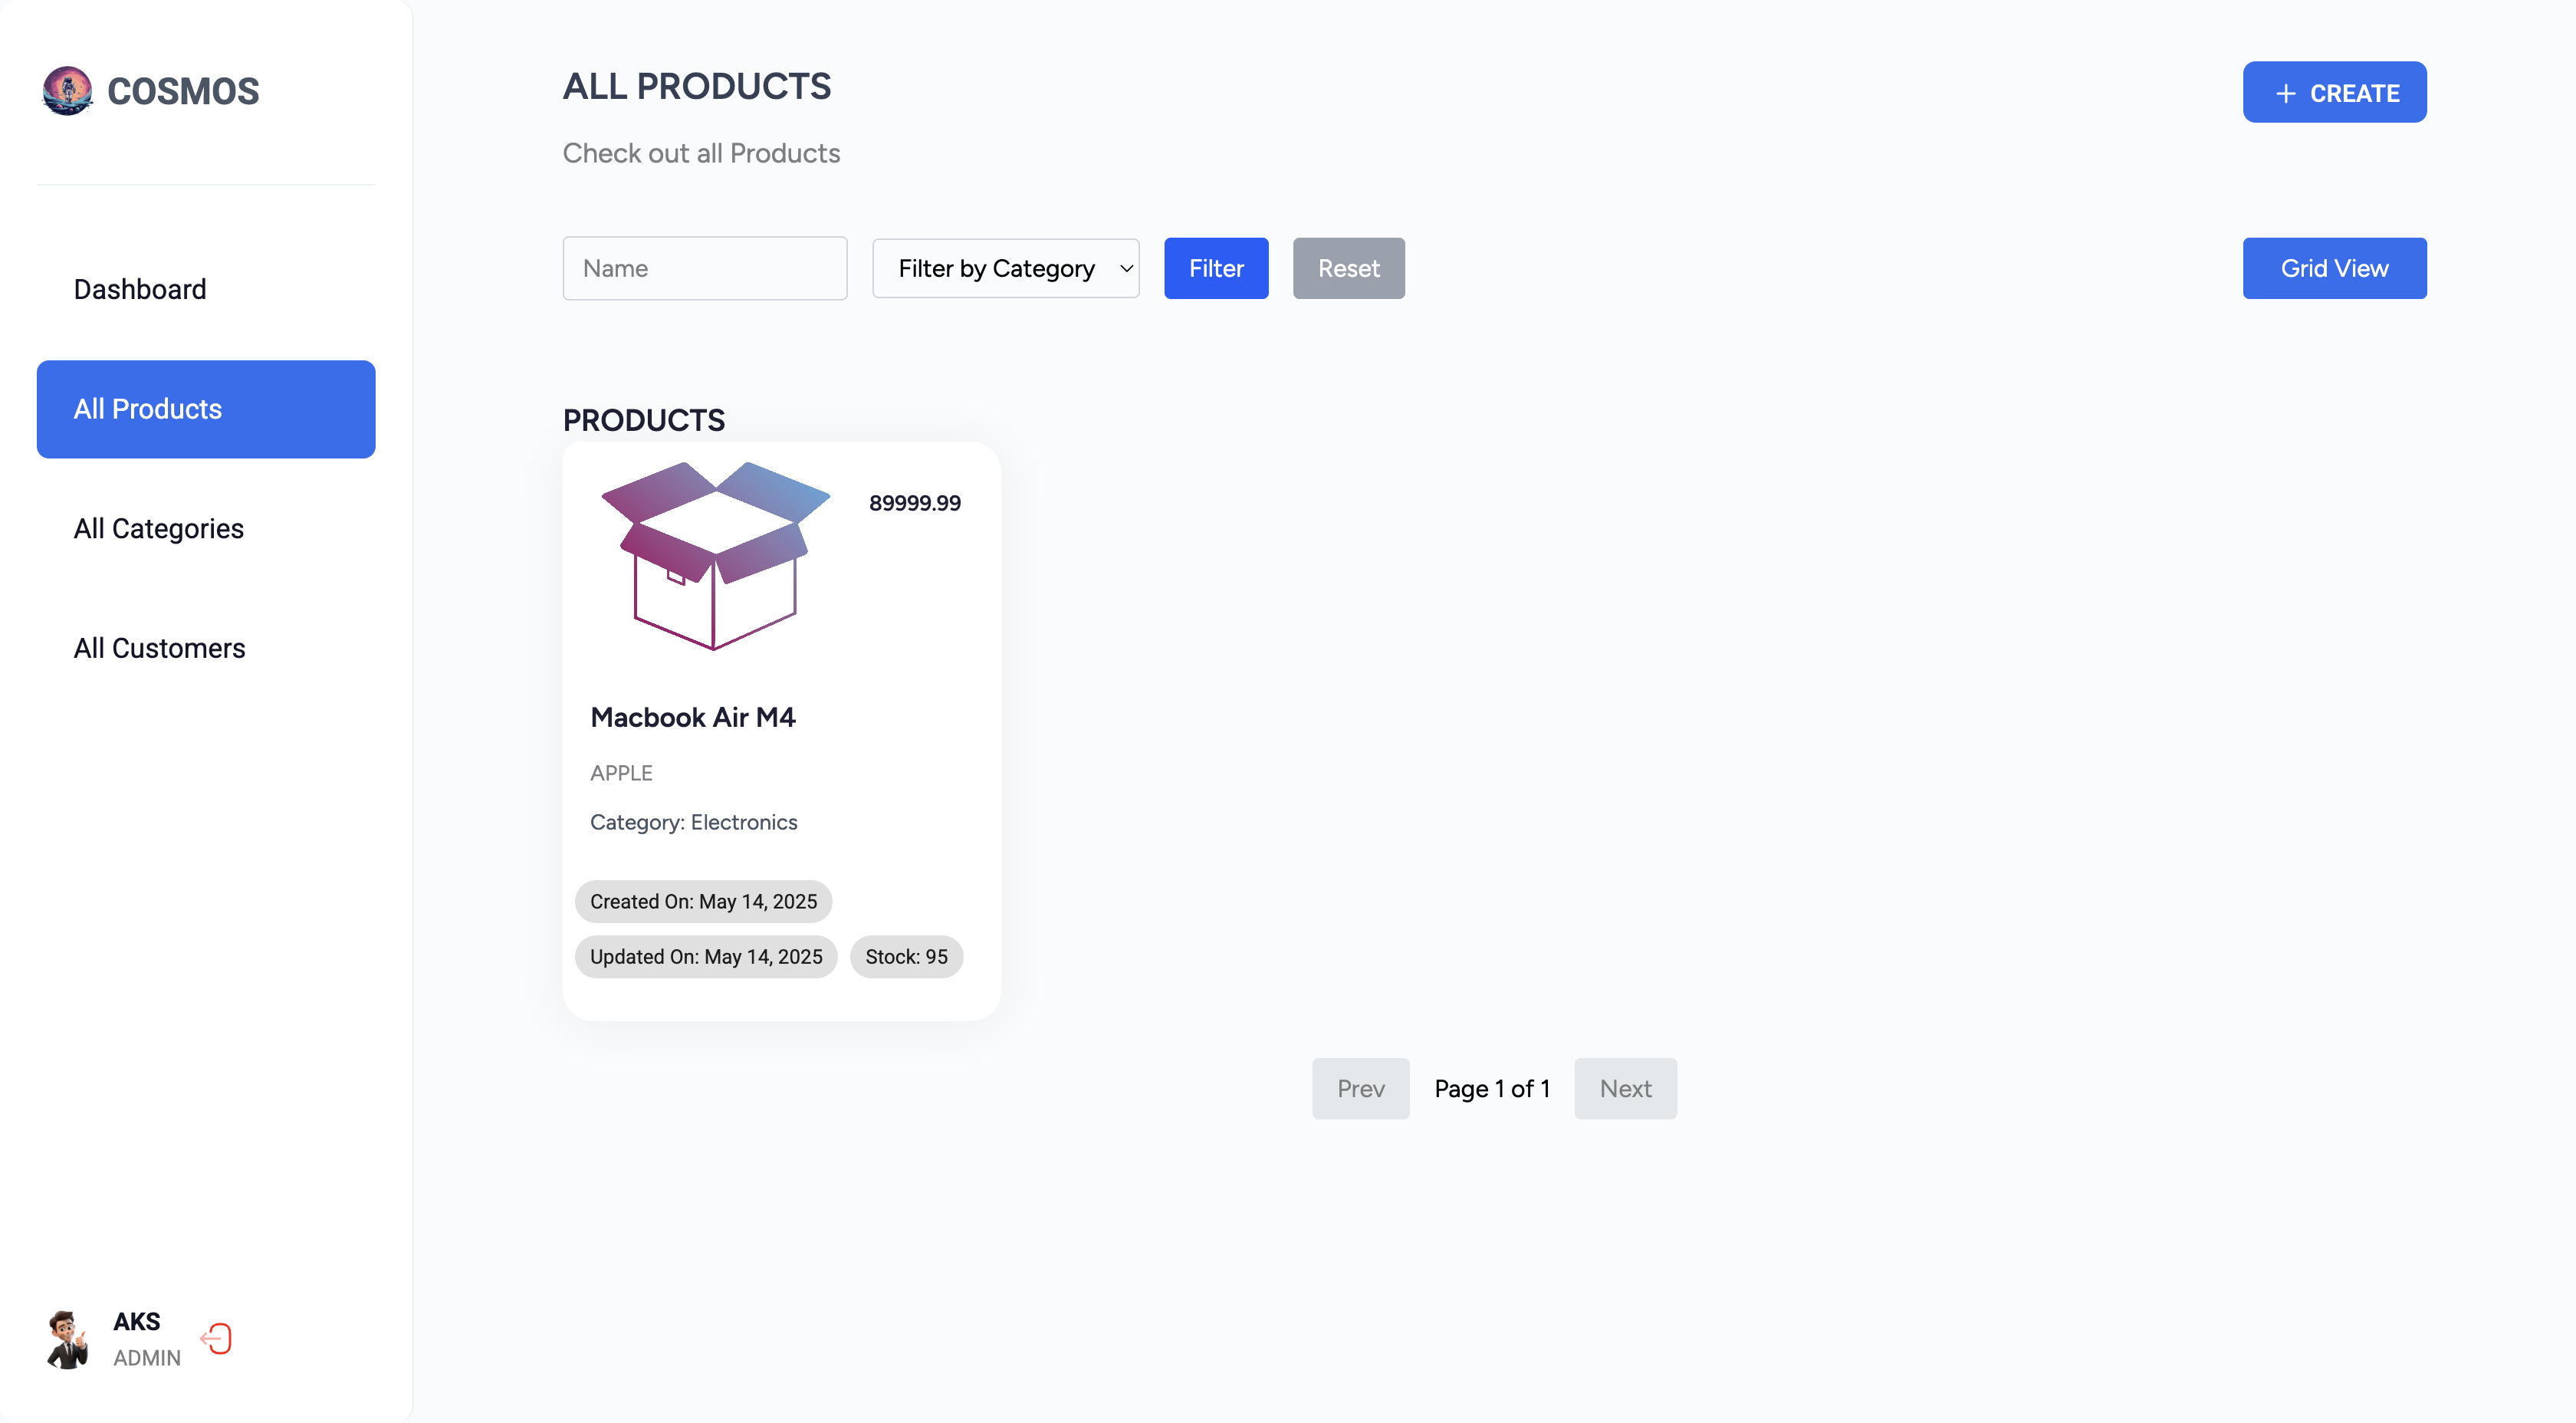 COSMOS
Dashboard
All Products
All Categories
All Customers
AKS
ADMIN
ALL PRODUCTS
Check out all Products
+ CREATE
Name
Filter by Category
Filter
Reset
Grid View
PRODUCTS
89999.99
Macbook Air M4
APPLE
Category: Electronics
Created On: May 14, 2025
Updated On: May 14, 2025
Stock: 95
Prev
Page 1 of 1
Next